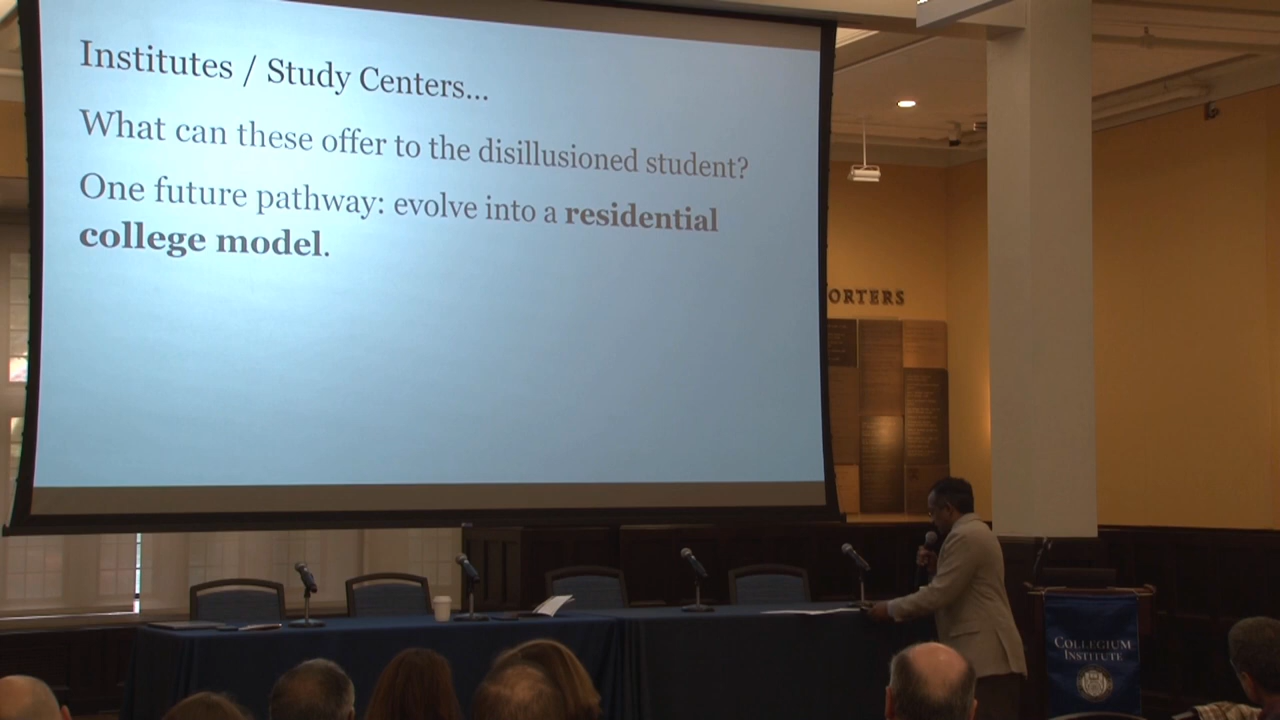 Institutes / Study Centers...
What can these offer to the disillusioned student?
One future pathway: evolve into a residential
college model.
ORTERS
COLLEGIUM
INSTITUTE